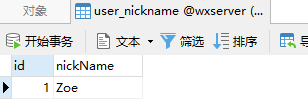 对象
user_nickname @wxserver (...
开始事务 文本 筛选 排序
id nickName
1 Zoe